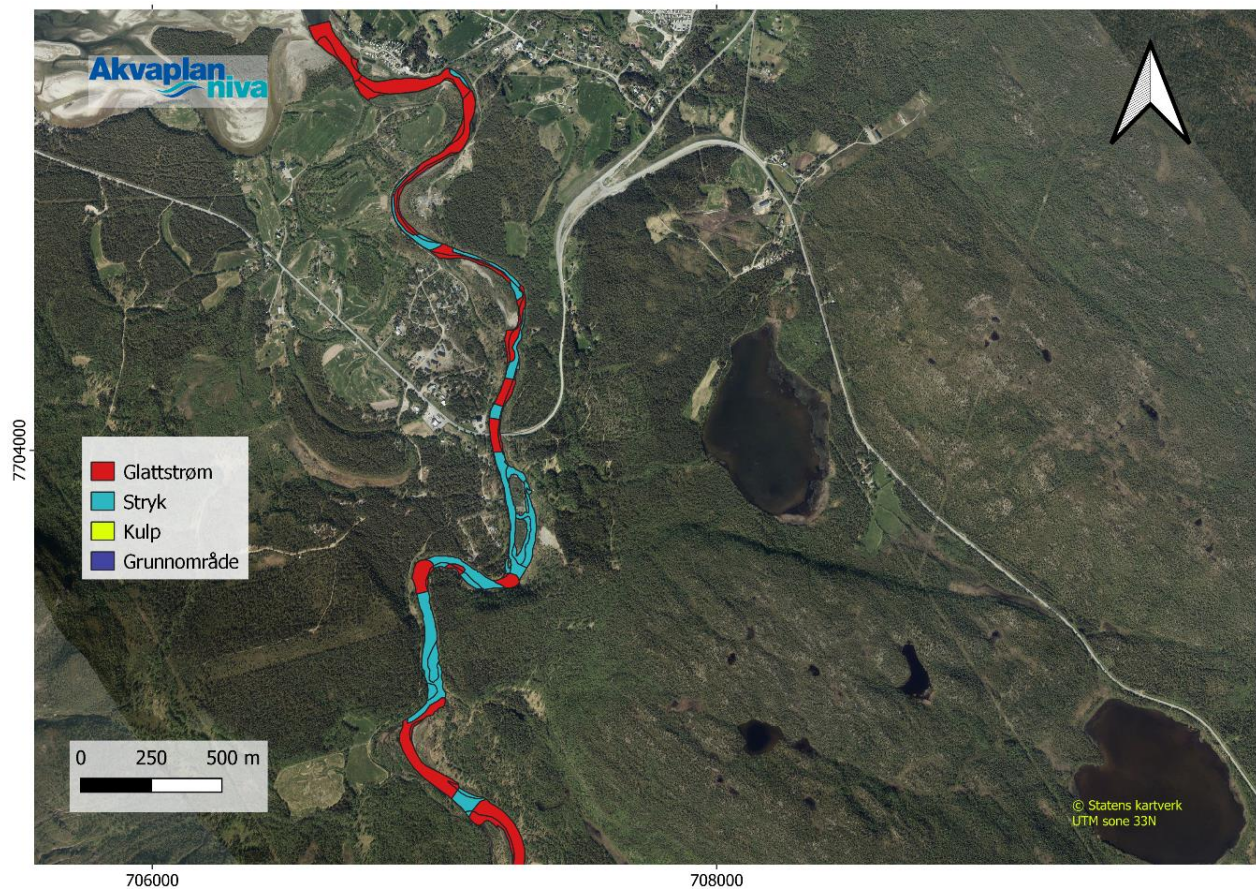 Akvaplan
niva
7704000
Glattstrøm
Stryk
Kulp
Grunnområde
0 250 500 m
© Statens kartverk
UTM sone 33N
706000 708000